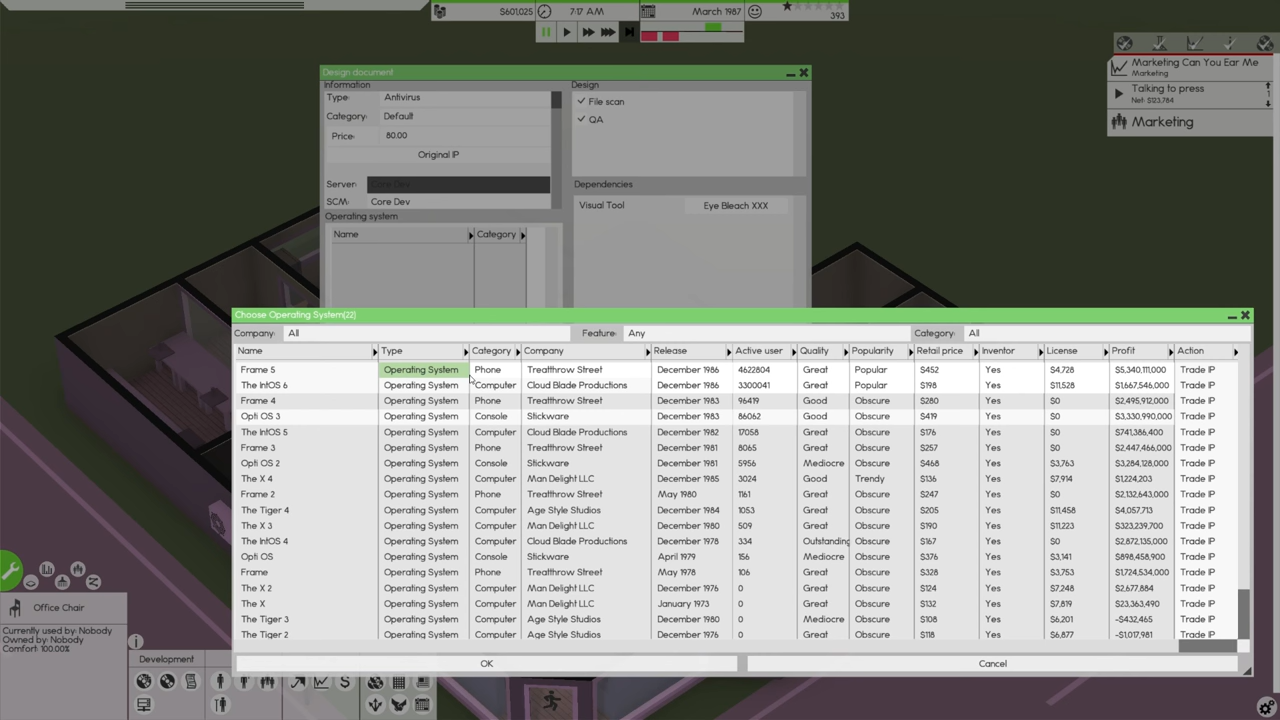 $601,025 7:17 AM March 1987 393
Marketing Can You Ear Me
Marketing
Talking to press 1
Net: $123,784
Marketing
Design document
Information
Type: Antivirus
Category: Default
Price: 80.00
Original IP
Server: Core Dev
SCM: Core Dev
Operating system
Name Category
Design
File scan
QA
Dependencies
Visual Tool Eye Bleach XXX
Choose Operating System(22)
Company: All Feature: Any Category: All
Name Type Category Company Release Active user Quality Popularity Retail price Inventor License Profit Action
Frame 5 Operating System Phone Treatthrow Street December 1986 4622804 Great Popular $452 Yes $4,728 $5,340,111,000 Trade IP
The IntOS 6 Operating System Computer Cloud Blade Productions December 1986 3300041 Great Popular $198 Yes $11,528 $1,667,546,000 Trade IP
Frame 4 Operating System Phone Treatthrow Street December 1983 96419 Good Obscure $280 Yes $0 $2,495,912,000 Trade IP
Opti OS 3 Operating System Console Stickware December 1983 86062 Good Obscure $419 Yes $0 $3,330,990,000 Trade IP
The IntOS 5 Operating System Computer Cloud Blade Productions December 1982 17058 Great Obscure $176 Yes $0 $741,386,400 Trade IP
Frame 3 Operating System Phone Treatthrow Street December 1981 8065 Great Obscure $257 Yes $0 $2,447,466,000 Trade IP
Opti OS 2 Operating System Console Stickware December 1981 5956 Mediocre Obscure $468 Yes $3,763 $3,284,128,000 Trade IP
The X 4 Operating System Computer Man Delight LLC December 1985 3024 Good Trendy $136 Yes $7,914 $1,224,203 Trade IP
Frame 2 Operating System Phone Treatthrow Street May 1980 1161 Great Obscure $247 Yes $0 $2,132,643,000 Trade IP
The Tiger 4 Operating System Computer Age Style Studios December 1984 1053 Great Obscure $205 Yes $11,458 $4,057,713 Trade IP
The X 3 Operating System Computer Man Delight LLC December 1980 509 Great Obscure $190 Yes $11,223 $323,239,700 Trade IP
The IntOS 4 Operating System Computer Cloud Blade Productions December 1982 334 Outstanding Obscure $167 Yes $0 $2,872,135,000 Trade IP
Opti OS Operating System Console Stickware April 1979 156 Mediocre Obscure $376 Yes $3,141 $898,458,900 Trade IP
Frame Operating System Phone Treatthrow Street May 1978 106 Great Obscure $328 Yes $3,753 $1,724,534,000 Trade IP
The X 2 Operating System Computer Man Delight LLC December 1976 0 Great Obscure $124 Yes $7,248 $2,677,884 Trade IP
The X Operating System Computer Man Delight LLC January 1973 0 Great Obscure $132 Yes $7,819 $23,363,490 Trade IP
The Tiger 3 Operating System Computer Age Style Studios December 1980 0 Mediocre Obscure $108 Yes $6,201 -$432,465 Trade IP
The Tiger 2 Operating System Computer Age Style Studios December 1976 0 Great Obscure $118 Yes $6,877 -$1,017,981 Trade IP
OK Cancel
Office Chair
Currently used by: Nobody
Owned by: Nobody
Comfort: 100.00%
Development